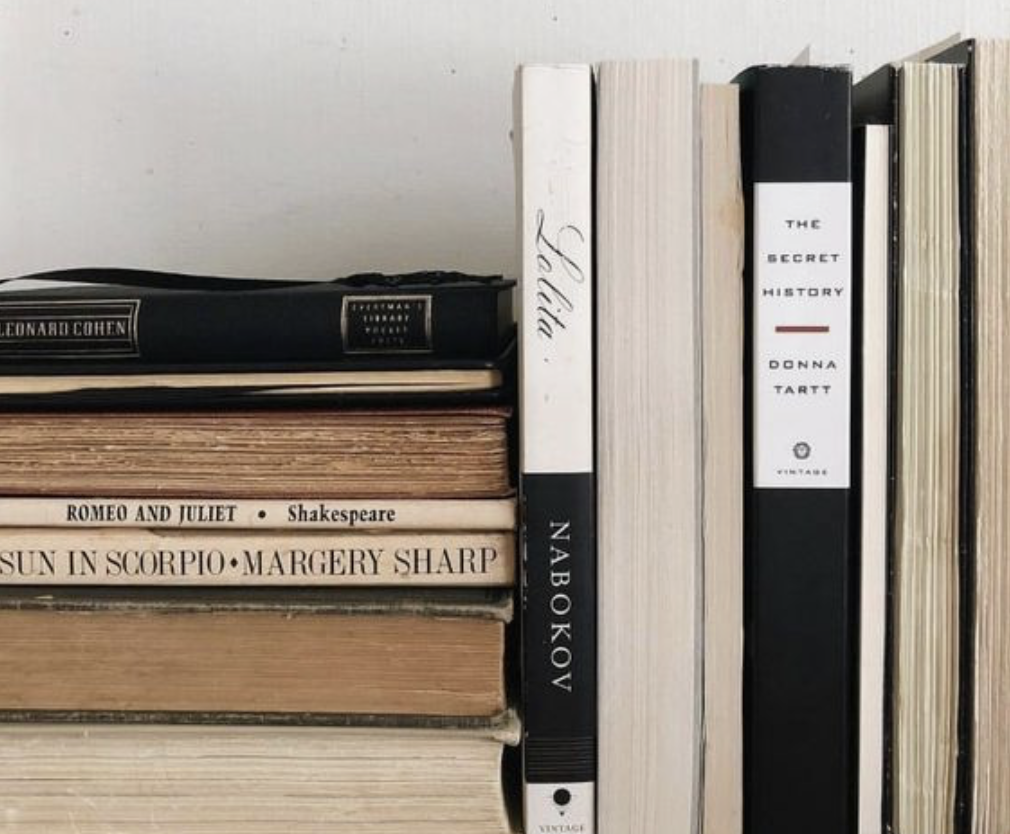 LEONARD COHEN
EVERYMAN'S
LIBRARY
POCKET
POETS
ROMEO AND JULIET • Shakespeare
SUN IN SCORPIO • MARGERY SHARP
Lolita
NABOKOV
VINTAGE
THE
SECRET
HISTORY
DONNA
TARTT
VINTAGE